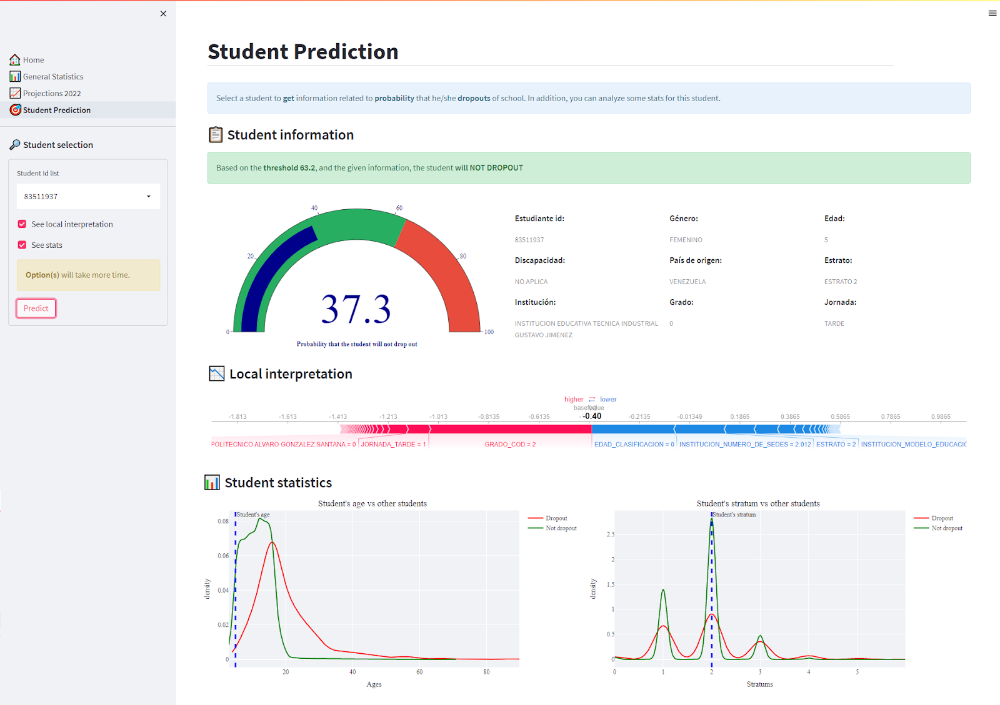 Home
General Statistics
Projections 2022
Student Prediction
Student selection
Student Id list
83511937
See local interpretation
See stats
Option(s) will take more time.
Predict
Student Prediction
Select a student to get information related to probability that he/she dropouts of school. In addition, you can analyze some stats for this student.
Student information
Based on the threshold 63.2, and the given information, the student will NOT DROPOUT
0
20
40
60
80
100
37.3
Probability that the student will not drop out
Estudiante id: Género: Edad:
83511937 FEMENINO 5
Discapacidad: País de origen: Estrato:
NO APLICA VENEZUELA ESTRATO 2
Institución: Grado: Jornada:
INSTITUCION EDUCATIVA TECNICA INDUSTRIAL 0 TARDE
GUSTAVO JIMENEZ
Local interpretation
higher ⇄ lower
base value
-1.813 -1.613 -1.413 -1.213 -1.013 -0.8135 -0.6135 -0.40 -0.2135 -0.01349 0.1865 0.3865 0.5865 0.7865 0.9865
POLITECNICO ALVARO GONZALEZ SANTANA = 0 JORNADA_TARDE = 1 GRADO_COD = 2 EDAD_CLASIFICACION = 0 INSTITUCION_NUMERO_DE_SEDES = 2.012 ESTRATO = 2 INSTITUCION_MODELO_EDUCACI
Student statistics
Student's age vs other students
Student's age
Dropout
Not dropout
0.08
0.06
0.04
0.02
0
density
20 40 60 80
Ages
Student's stratum vs other students
Student's stratum
Dropout
Not dropout
2.5
2
1.5
1
0.5
0
density
0 1 2 3 4 5
Stratums